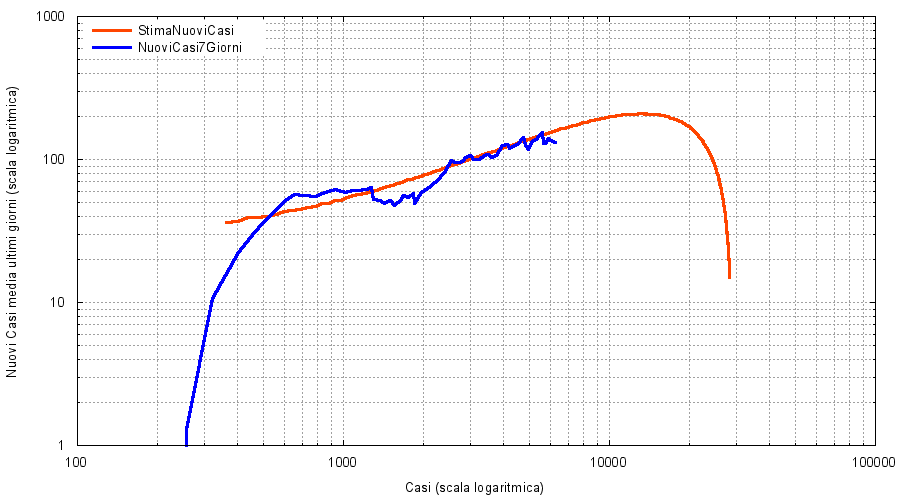 1000
StimaNuoviCasi
NuoviCasi7Giorni
100
10
1
Nuovi Casi media ultimi giorni (scala logaritmica)
100
1000
10000
100000
Casi (scala logaritmica)